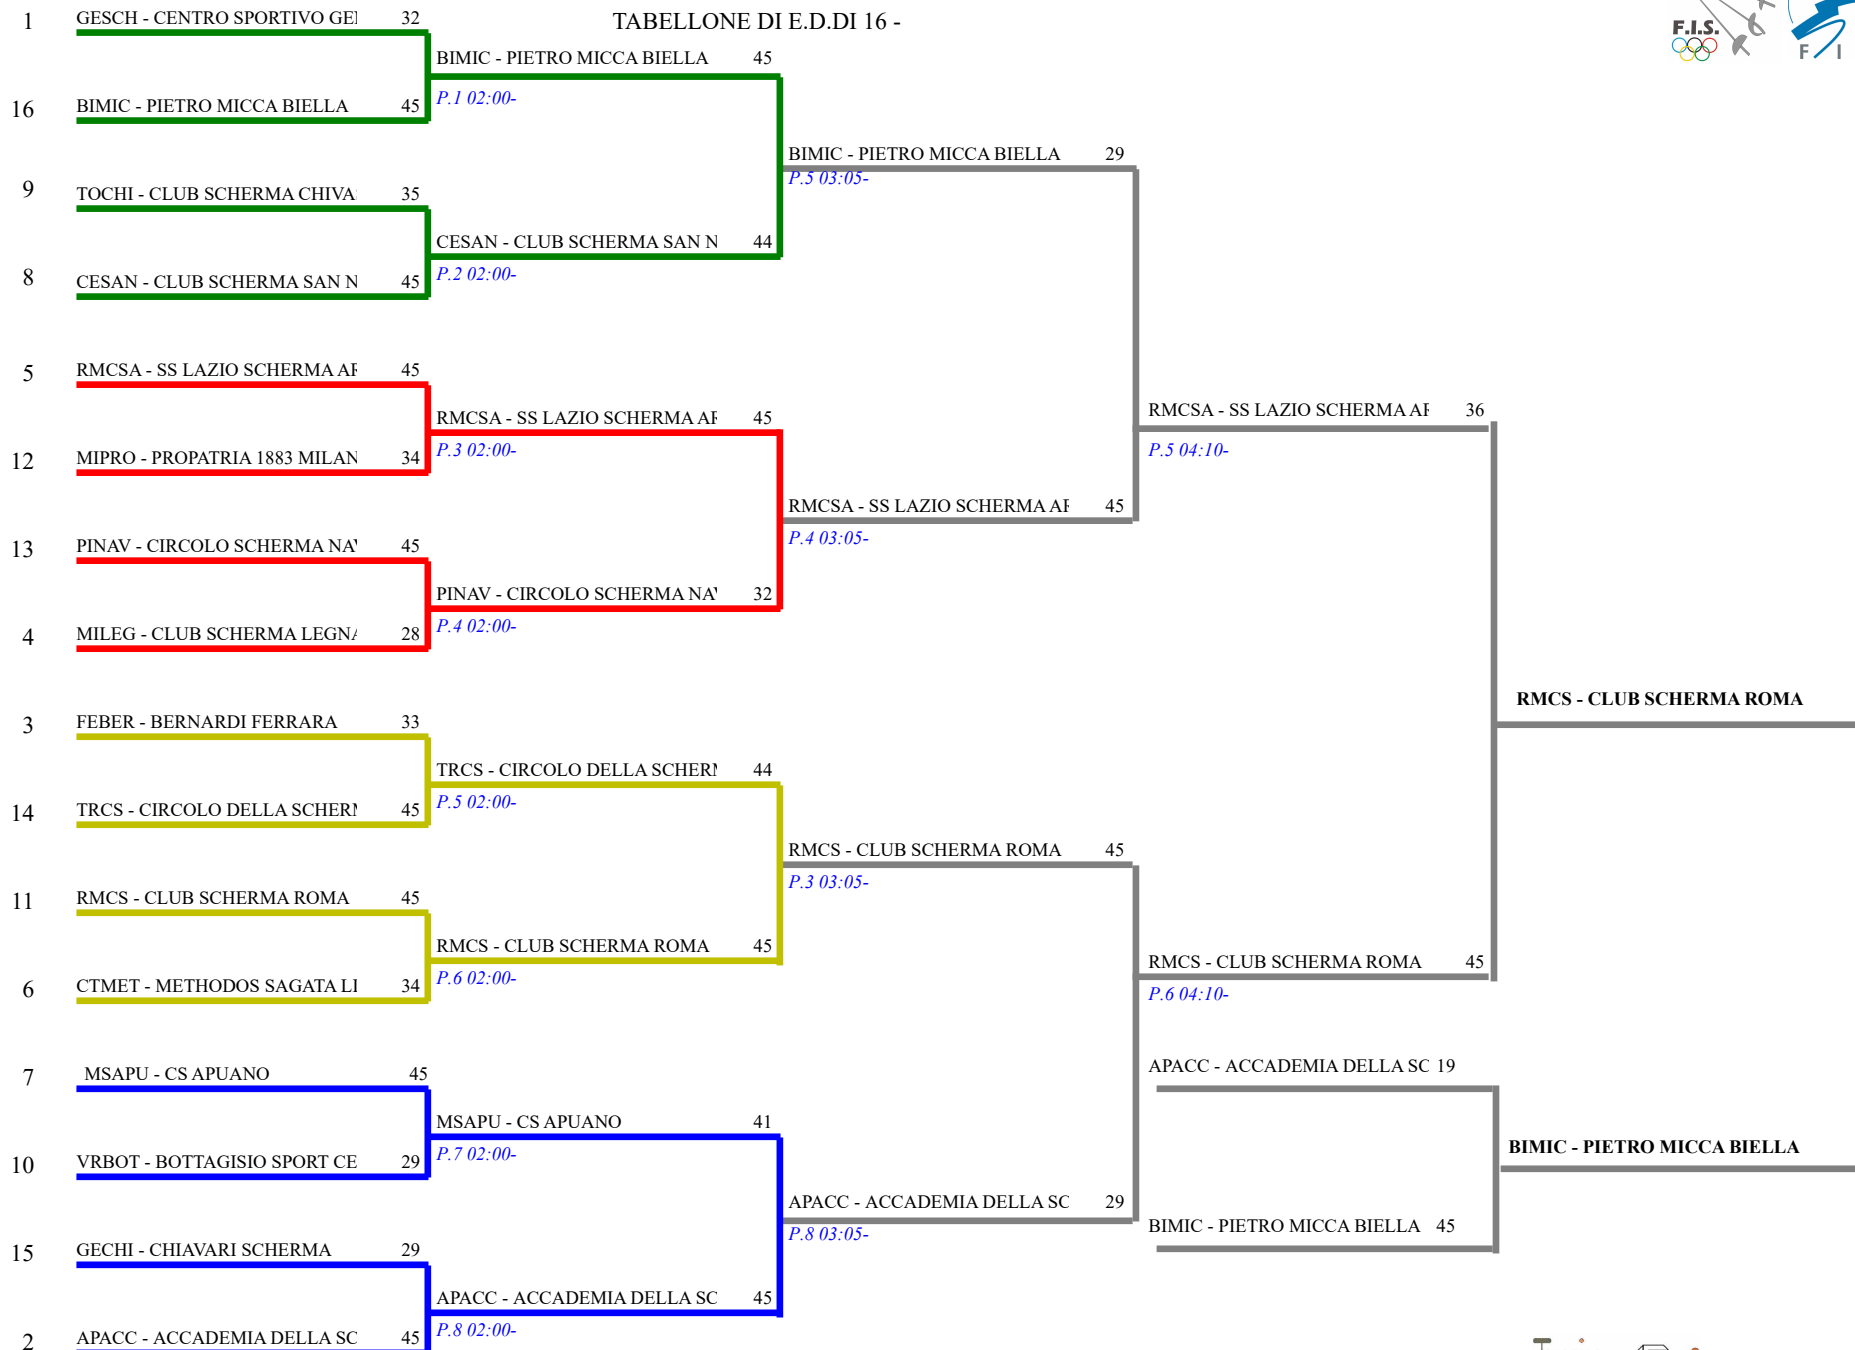 TABELLONE DI E.D.DI 16 -
F.I.S.
F I
1 GESCH - CENTRO SPORTIVO GE 32
BIMIC - PIETRO MICCA BIELLA 45
P.1 02:00-
16 BIMIC - PIETRO MICCA BIELLA 45
BIMIC - PIETRO MICCA BIELLA 29
P.5 03:05-
9 TOCHI - CLUB SCHERMA CHIVA 35
CESAN - CLUB SCHERMA SAN N 44
P.2 02:00-
8 CESAN - CLUB SCHERMA SAN N 45
5 RMCSA - SS LAZIO SCHERMA AR 45
RMCSA - SS LAZIO SCHERMA AR 36
P.5 04:10-
RMCSA - SS LAZIO SCHERMA AR 45
P.3 02:00-
12 MIPRO - PROPATRIA 1883 MILAN 34
RMCSA - SS LAZIO SCHERMA AR 45
P.4 03:05-
13 PINAV - CIRCOLO SCHERMA NAV 45
PINAV - CIRCOLO SCHERMA NAV 32
P.4 02:00-
4 MILEG - CLUB SCHERMA LEGNA 28
RMCS - CLUB SCHERMA ROMA
3 FEBER - BERNARDI FERRARA 33
TRCS - CIRCOLO DELLA SCHERM 44
P.5 02:00-
14 TRCS - CIRCOLO DELLA SCHERM 45
RMCS - CLUB SCHERMA ROMA 45
P.3 03:05-
11 RMCS - CLUB SCHERMA ROMA 45
RMCS - CLUB SCHERMA ROMA 45
P.6 02:00-
RMCS - CLUB SCHERMA ROMA 45
P.6 04:10-
6 CTMET - METHODOS SAGATA LI 34
7 MSAPU - CS APUANO 45
APACC - ACCADEMIA DELLA SC 19
MSAPU - CS APUANO 41
P.7 02:00-
BIMIC - PIETRO MICCA BIELLA
10 VRBOT - BOTTAGISIO SPORT CE 29
APACC - ACCADEMIA DELLA SC 29
P.8 03:05-
BIMIC - PIETRO MICCA BIELLA 45
15 GECHI - CHIAVARI SCHERMA 29
APACC - ACCADEMIA DELLA SC 45
P.8 02:00-
2 APACC - ACCADEMIA DELLA SC 45